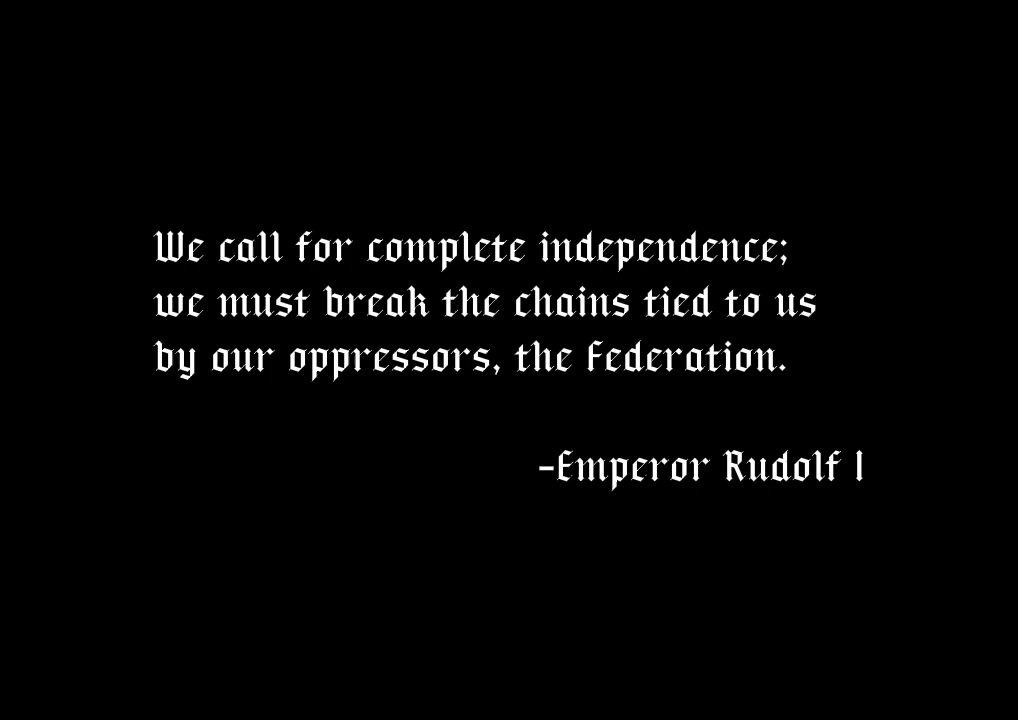 We call for complete independence;
we must break the chains tied to us
by our oppressors, the Federation.
-Emperor Rudolf I